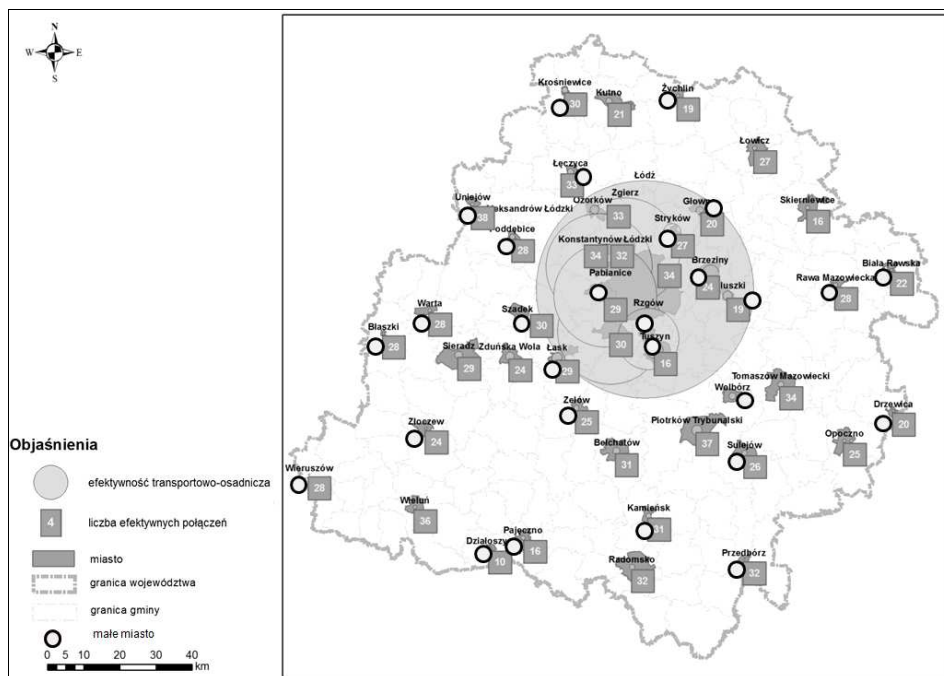 N
W E
S
Krośniewice
30
Kutno
21
Żychlin
19
Łowicz
27
Łęczyca
33
Łódź
Zgierz
33
Ozorków
Głowno
20
Skierniewice
16
Uniejów
38
Aleksandrów Łódzki
Stryków
27
Poddębice
28
Konstantynów Łódzki
34
32
34
Brzeziny
24
Biała Rawska
22
Rawa Mazowiecka
28
Pabianice
29
Koluszki
19
Rzgów
Warta
28
Szadek
30
Błaszki
28
30
Tuszyn
16
Sieradz
29
Zduńska Wola
24
Łask
29
Tomaszów Mazowiecki
34
Wolbórz
Drzewica
20
Zelów
25
Piotrków Trybunalski
37
Złoczew
24
Bełchatów
31
Sulejów
26
Opoczno
25
Objaśnienia
efektywność transportowo-osadnicza
4
liczba efektywnych połączeń
miasto
granica województwa
granica gminy
małe miasto
0 5 10 20 30 40
km
Wieruszów
28
Wieluń
36
Kamieńsk
31
Pajęczno
16
Działoszyn
10
Radomsko
32
Przedbórz
32